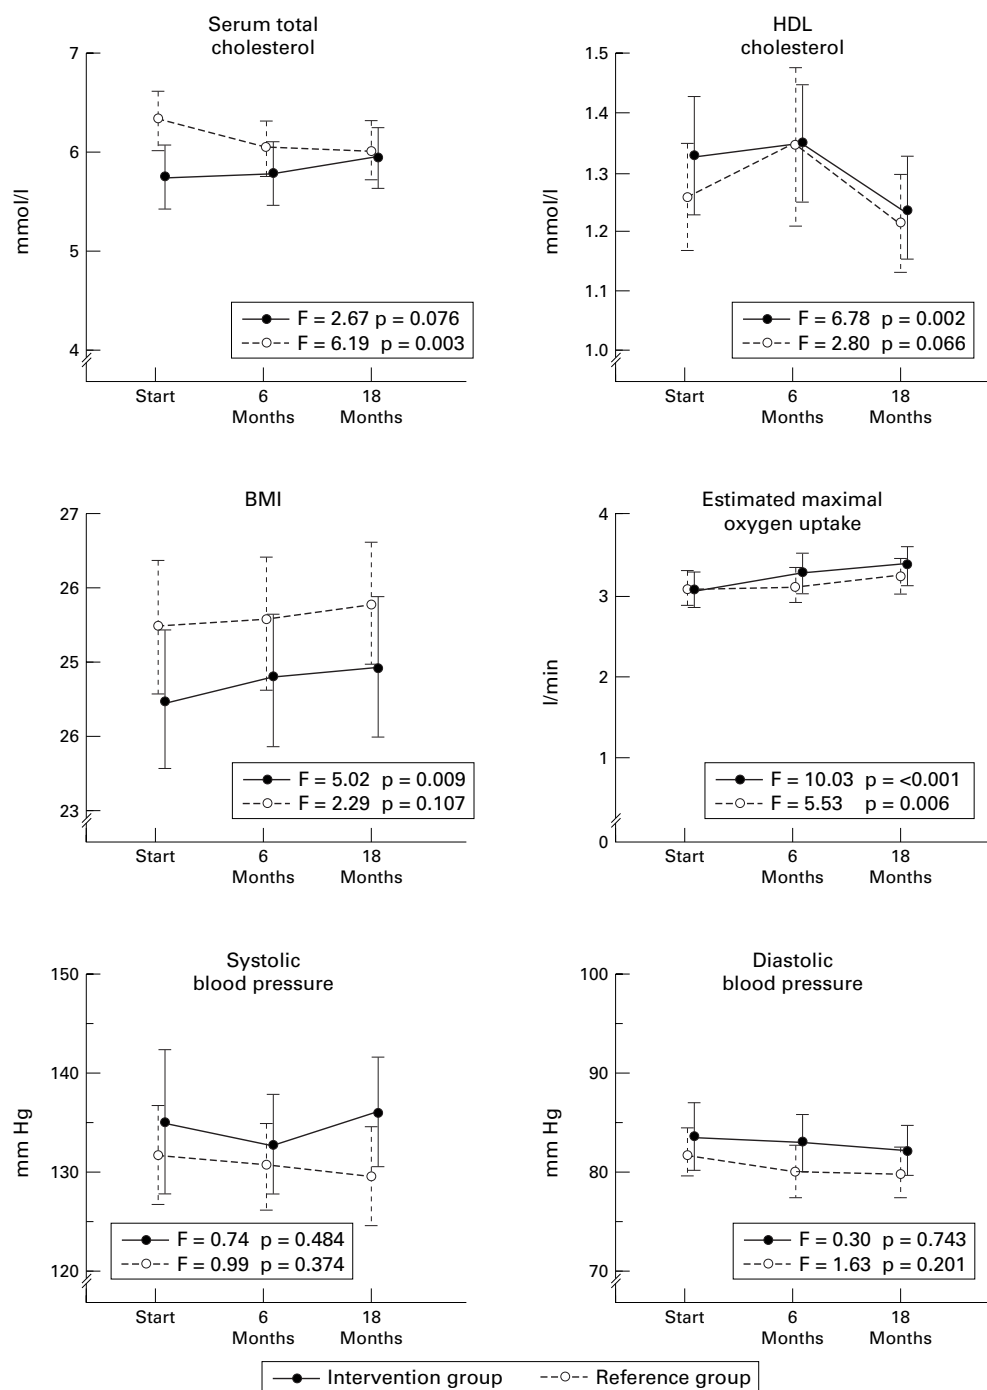 Serum total
cholesterol
7
6
5
4
mmol/l
F = 2.67 p = 0.076
F = 6.19 p = 0.003
Start
6
Months
18
Months
HDL
cholesterol
1.5
1.4
1.3
1.2
1.1
1.0
mmol/l
F = 6.78 p = 0.002
F = 2.80 p = 0.066
Start
6
Months
18
Months
BMI
27
26
25
26
23
F = 5.02 p = 0.009
F = 2.29 p = 0.107
Start
6
Months
18
Months
Estimated maximal
oxygen uptake
4
3
2
1
0
l/min
F = 10.03 p = <0.001
F = 5.53 p = 0.006
Start
6
Months
18
Months
Systolic
blood pressure
150
140
130
120
mm Hg
F = 0.74 p = 0.484
F = 0.99 p = 0.374
Start
6
Months
18
Months
Diastolic
blood pressure
100
90
80
70
mm Hg
F = 0.30 p = 0.743
F = 1.63 p = 0.201
Start
6
Months
18
Months
Intervention group
Reference group